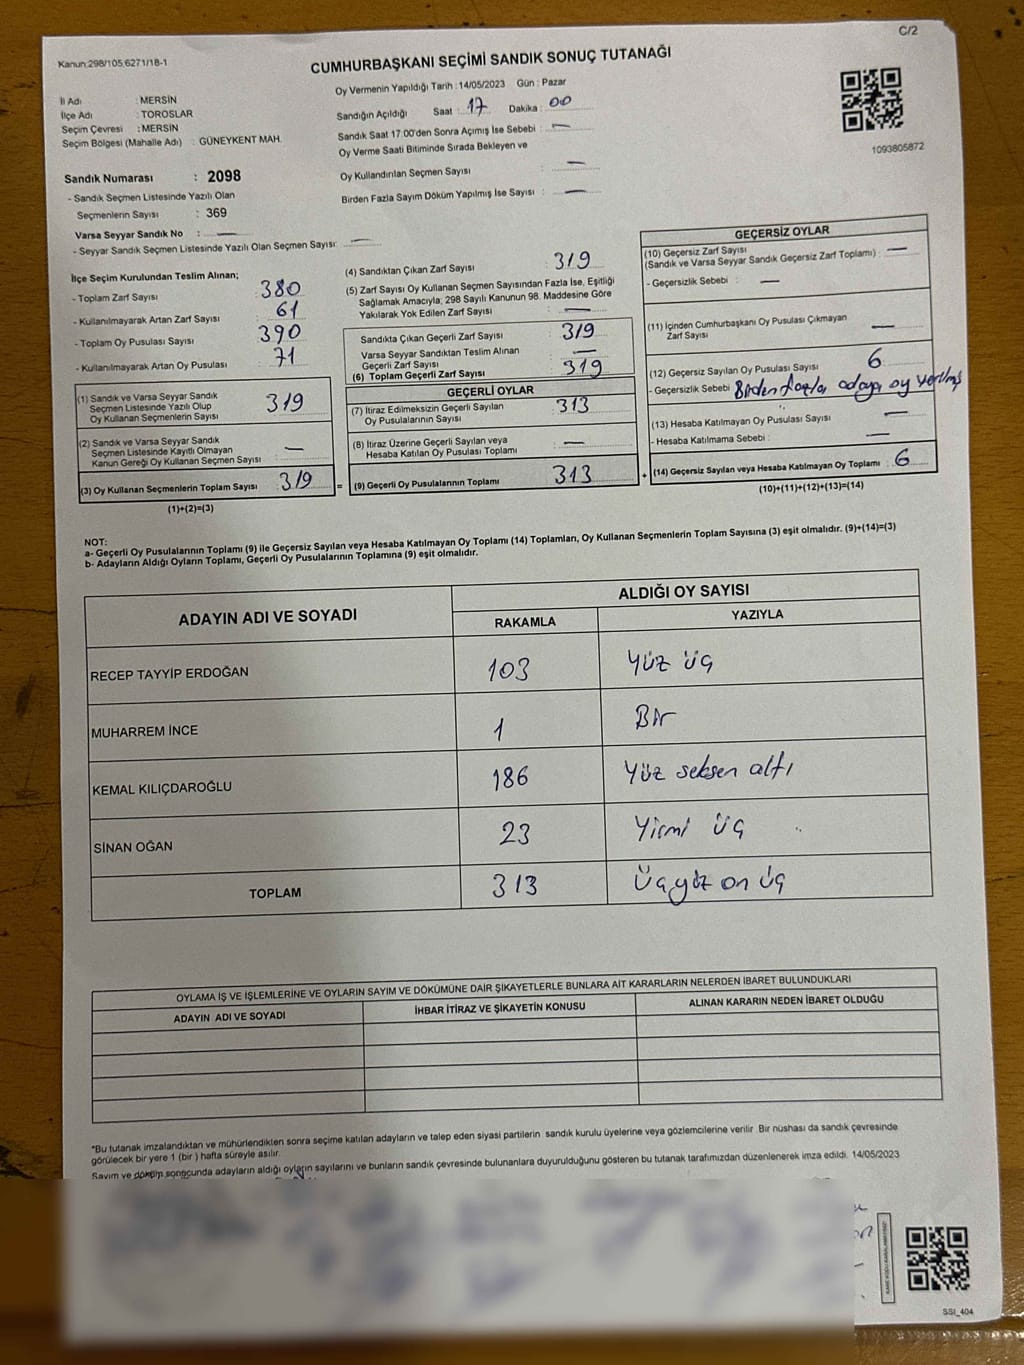 C/2
Kanun:298/105,6271/18-1
CUMHURBAŞKANI SEÇİMİ SANDIK SONUÇ TUTANAĞI
İl Adı : MERSİN
İlçe Adı : TOROSLAR
Seçim Çevresi : MERSİN
Seçim Bölgesi (Mahalle Adı) : GÜNEYKENT MAH.
Sandık Numarası : 2098
- Sandık Seçmen Listesinde Yazılı Olan
Seçmenlerin Sayısı : 369
Varsa Seyyar Sandık No : —
- Seyyar Sandık Seçmen Listesinde Yazılı Olan Seçmen Sayısı: —
Oy Vermenin Yapıldığı Tarih : 14/05/2023 Gün : Pazar
Sandığın Açıldığı Saat : 17 Dakika : 00
Sandık Saat 17:00'den Sonra Açımış İse Sebebi : —
Oy Verme Saati Bitiminde Sırada Bekleyen ve
Oy Kullandırılan Seçmen Sayısı : —
Birden Fazla Sayım Döküm Yapılmış İse Sayısı : —
1093805872
İlçe Seçim Kurulundan Teslim Alınan;
- Toplam Zarf Sayısı 380
- Kullanılmayarak Artan Zarf Sayısı 61
- Toplam Oy Pusulası Sayısı 390
- Kullanılmayarak Artan Oy Pusulası 71
(1) Sandık ve Varsa Seyyar Sandık
Seçmen Listesinde Yazılı Olup
Oy Kullanan Seçmenlerin Sayısı 319
(2) Sandık ve Varsa Seyyar Sandık
Seçmen Listesinde Kayıtlı Olmayan
Kanun Gereği Oy Kullanan Seçmen Sayısı —
(3) Oy Kullanan Seçmenlerin Toplam Sayısı 319 =
(1)+(2)=(3)
(4) Sandıktan Çıkan Zarf Sayısı 319
(5) Zarf Sayısı Oy Kullanan Seçmen Sayısından Fazla İse, Eşitliği
Sağlamak Amacıyla; 298 Sayılı Kanunun 98. Maddesine Göre
Yakılarak Yok Edilen Zarf Sayısı —
Sandıkta Çıkan Geçerli Zarf Sayısı 319
Varsa Seyyar Sandıktan Teslim Alınan
Geçerli Zarf Sayısı —
(6) Toplam Geçerli Zarf Sayısı 319
GEÇERLİ OYLAR
(7) İtiraz Edilmeksizin Geçerli Sayılan
Oy Pusulalarının Sayısı 313
(8) İtiraz Üzerine Geçerli Sayılan veya
Hesaba Katılan Oy Pusulası Toplamı —
(9) Geçerli Oy Pusulalarının Toplamı 313 +
GEÇERSİZ OYLAR
(10) Geçersiz Zarf Sayısı
(Sandık ve Varsa Seyyar Sandık Geçersiz Zarf Toplamı) : —
- Geçersizlik Sebebi : —
(11) İçinden Cumhurbaşkanı Oy Pusulası Çıkmayan
Zarf Sayısı —
(12) Geçersiz Sayılan Oy Pusulası Sayısı 6
- Geçersizlik Sebebi Birden fazla adaya oy verilmiş
(13) Hesaba Katılmayan Oy Pusulası Sayısı —
- Hesaba Katılmama Sebebi : —
(14) Geçersiz Sayılan veya Hesaba Katılmayan Oy Toplamı 6
(10)+(11)+(12)+(13)=(14)
NOT:
a- Geçerli Oy Pusulalarının Toplamı (9) ile Geçersiz Sayılan veya Hesaba Katılmayan Oy Toplamı (14) Toplamları, Oy Kullanan Seçmenlerin Toplam Sayısına (3) eşit olmalıdır. (9)+(14)=(3)
b- Adayların Aldığı Oyların Toplamı, Geçerli Oy Pusulalarının Toplamına (9) eşit olmalıdır.
ADAYIN ADI VE SOYADI
ALDIĞI OY SAYISI
RAKAMLA YAZIYLA
RECEP TAYYİP ERDOĞAN 103 Yüz üç
MUHARREM İNCE 1 Bir
KEMAL KILIÇDAROĞLU 186 Yüz seksen altı
SİNAN OĞAN 23 Yirmi üç
TOPLAM 313 Üçyüz on üç
OYLAMA İŞ VE İŞLEMLERİNE VE OYLARIN SAYIM VE DÖKÜMÜNE DAİR ŞİKAYETLERLE BUNLARA AİT KARARLARIN NELERDEN İBARET BULUNDUKLARI
ADAYIN ADI VE SOYADI İHBAR İTİRAZ VE ŞİKAYETİN KONUSU ALINAN KARARIN NEDEN İBARET OLDUĞU
*Bu tutanak imzalandıktan ve mühürlendikten sonra seçime katılan adayların ve talep eden siyasi partilerin sandık kurulu üyelerine veya gözlemcilerine verilir. Bir nüshası da sandık çevresinde
görülecek bir yere 1 (bir ) hafta süreyle asılır.
Sayım ve döküm sonucunda adayların aldığı oyların sayılarını ve bunların sandık çevresinde bulunanlara duyurulduğunu gösteren bu tutanak tarafımızdan düzenlenerek imza edildi. 14/05/2023
SSI_404